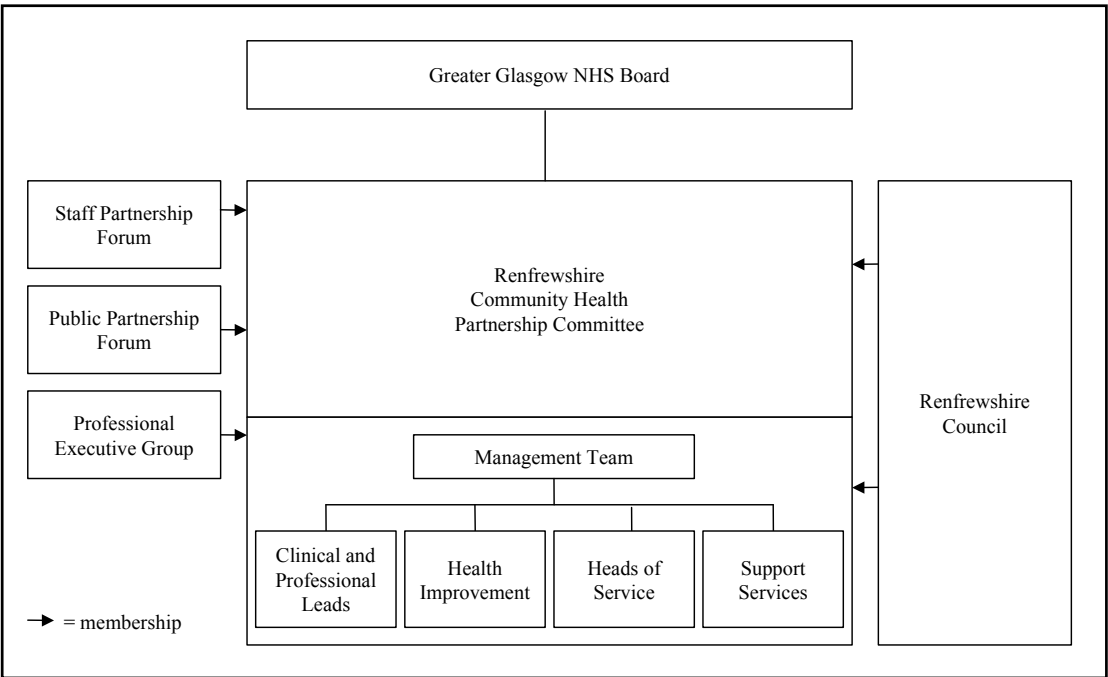 Greater Glasgow NHS Board
Staff Partnership
Forum
Public Partnership
Forum
Professional
Executive Group
Renfrewshire
Community Health
Partnership Committee
Renfrewshire
Council
Management Team
Clinical and
Professional
Leads
Health
Improvement
Heads of
Service
Support
Services
= membership